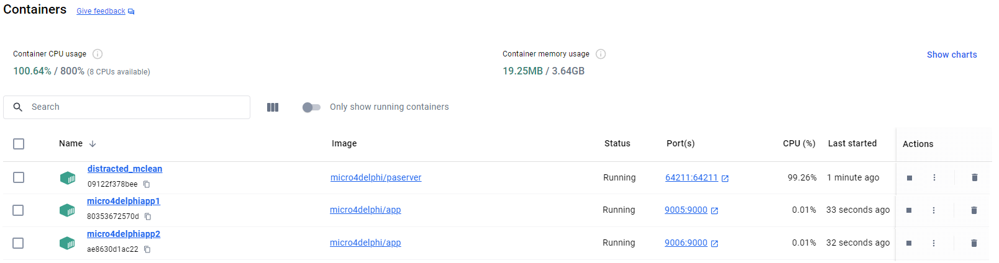 Containers Give feedback
Container CPU usage
100.64% / 800% (8 CPUs available)
Container memory usage
19.25MB / 3.64GB
Show charts
Search
Only show running containers
Name Image Status Port(s) CPU (%) Last started Actions
distracted_mclean
09122f378bee
micro4delphi/paserver Running 64211:64211 99.26% 1 minute ago
micro4delphiapp1
80353672570d
micro4delphi/app Running 9005:9000 0.01% 33 seconds ago
micro4delphiapp2
ae8630d1ac22
micro4delphi/app Running 9006:9000 0.01% 32 seconds ago